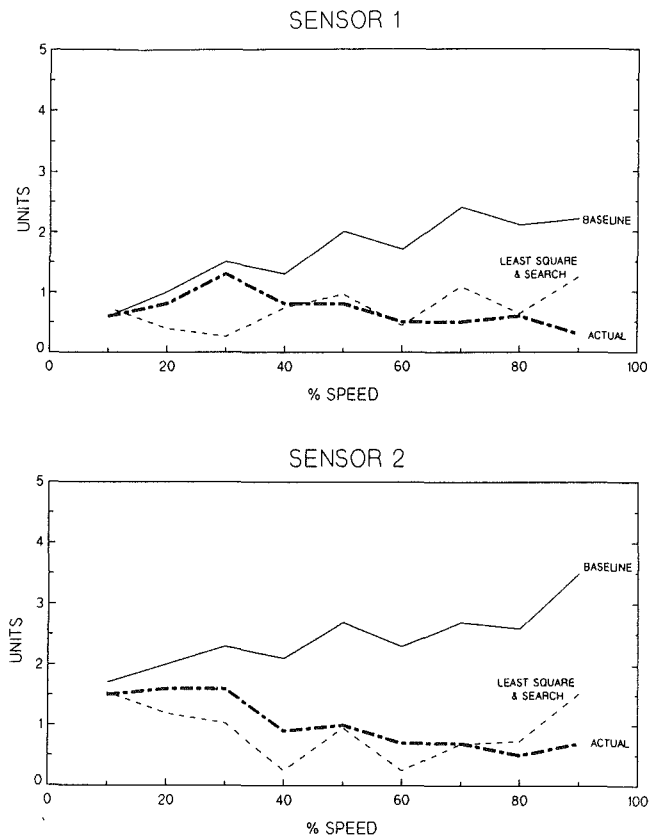 SENSOR 1
5
4
3
2
1
0
UNITS
BASELINE
LEAST SQUARE
& SEARCH
ACTUAL
0 20 40 60 80 100
% SPEED
SENSOR 2
5
4
3
2
1
0
UNITS
BASELINE
LEAST SQUARE
& SEARCH
ACTUAL
0 20 40 60 80 100
% SPEED